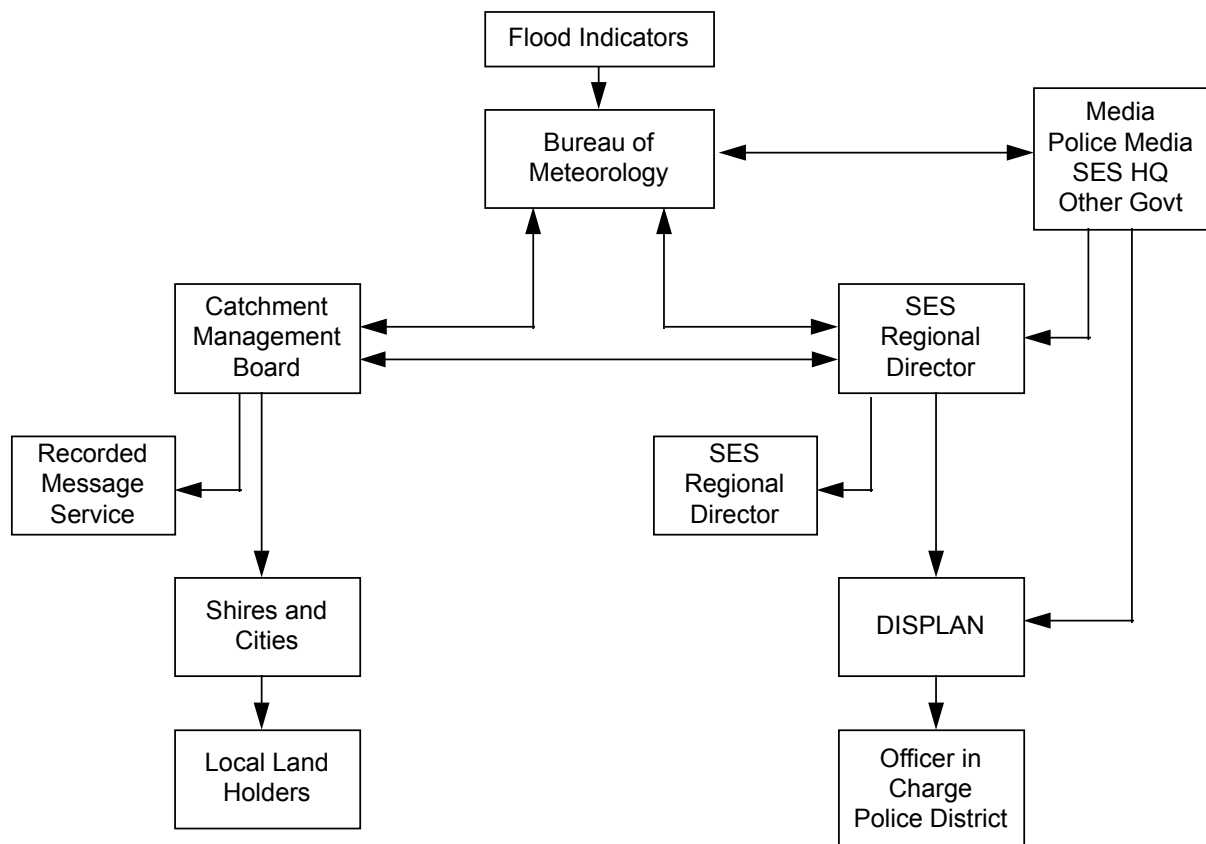 Flood Indicators
Bureau of
Meteorology
Media
Police Media
SES HQ
Other Govt
Catchment
Management
Board
SES
Regional
Director
Recorded
Message
Service
SES
Regional
Director
Shires and
Cities
DISPLAN
Local Land
Holders
Officer in
Charge
Police District